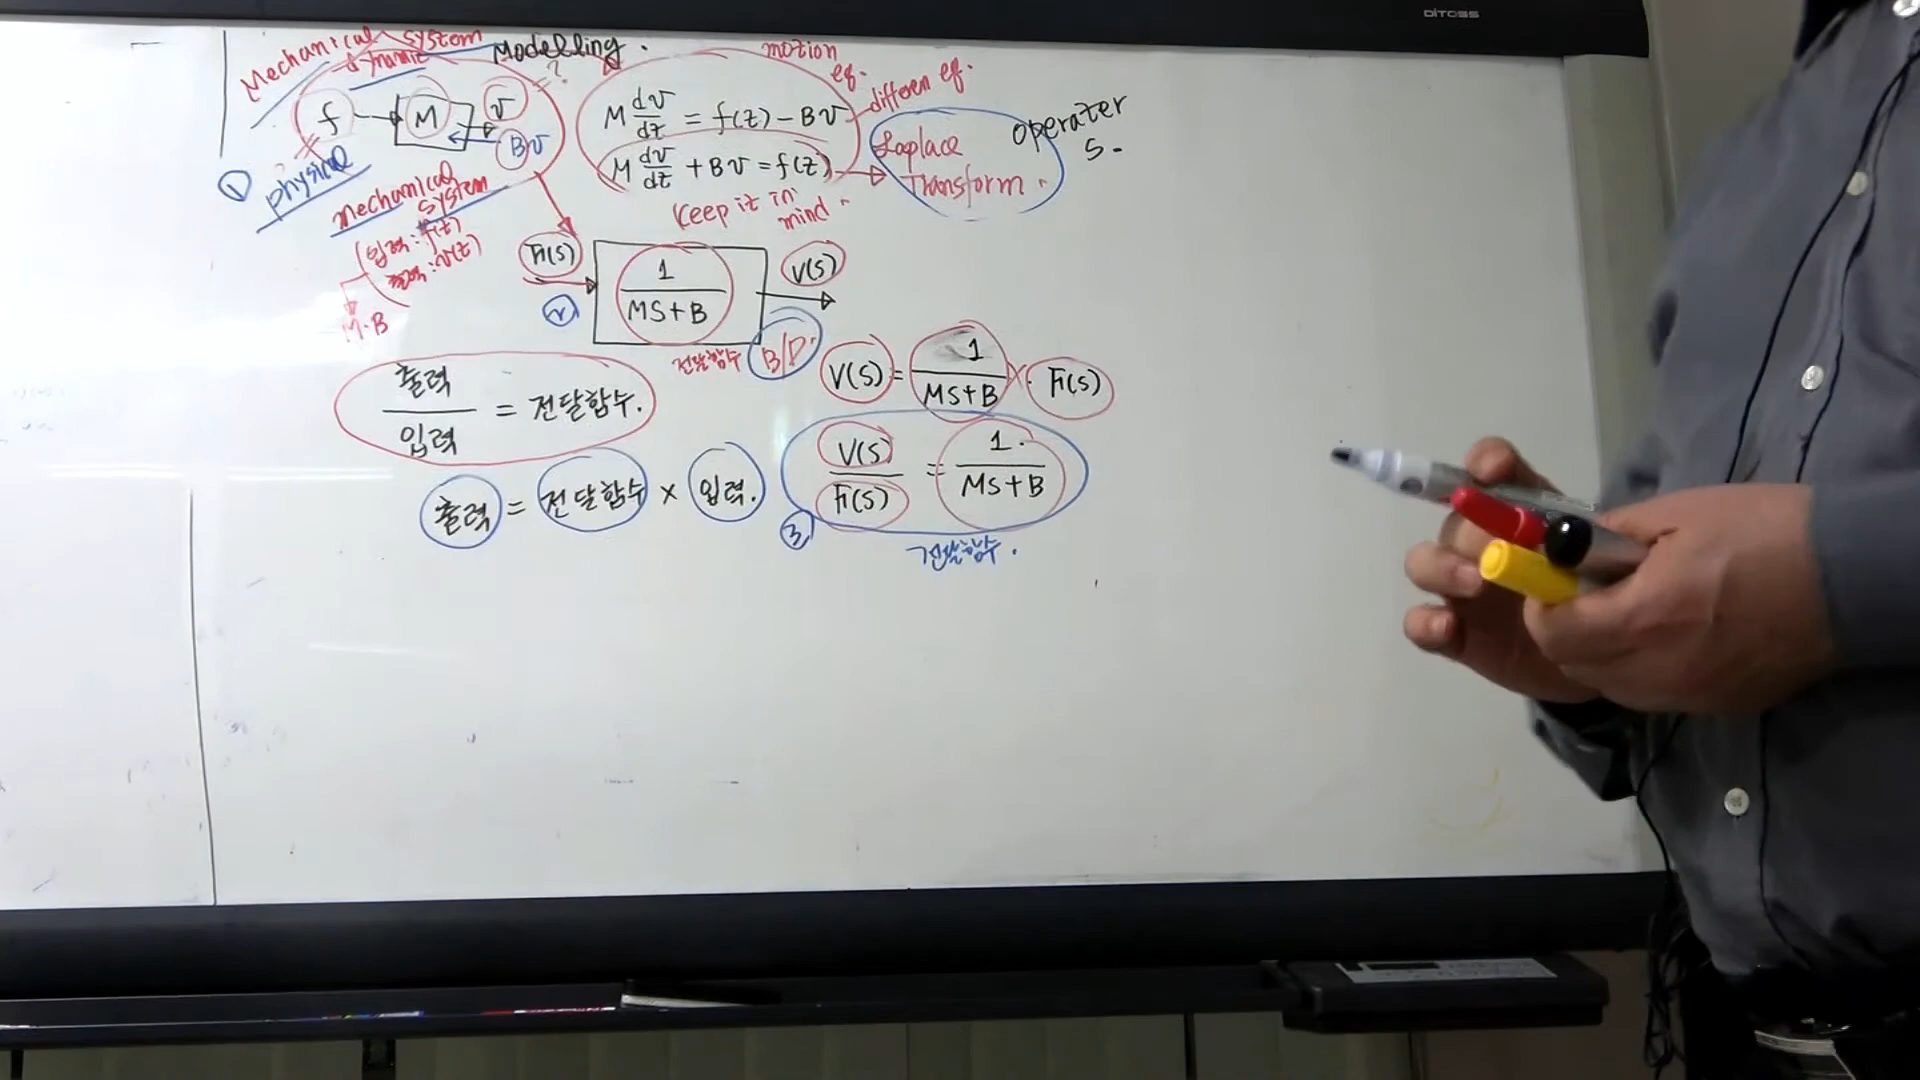 DITOSS
Mechanical system
dynamic
Modelling.
f M v ?
Bv
① physical
mechanical
system
입력: f(t)
출력: v(t)
M·B
motion
eq.
M dv/dt = f(t) - Bv
differen eq.
M dv/dt + Bv = f(t)
Laplace
Transform.
operater
s.
Keep it in
mind.
F(s) 1/(MS+B) V(s)
②
전달함수 B/D.
출력/입력 = 전달함수.
V(s) = 1/(MS+B) · F(s)
출력 = 전달함수 × 입력.
V(s)/F(s) = 1/(MS+B)
③
전달함수.